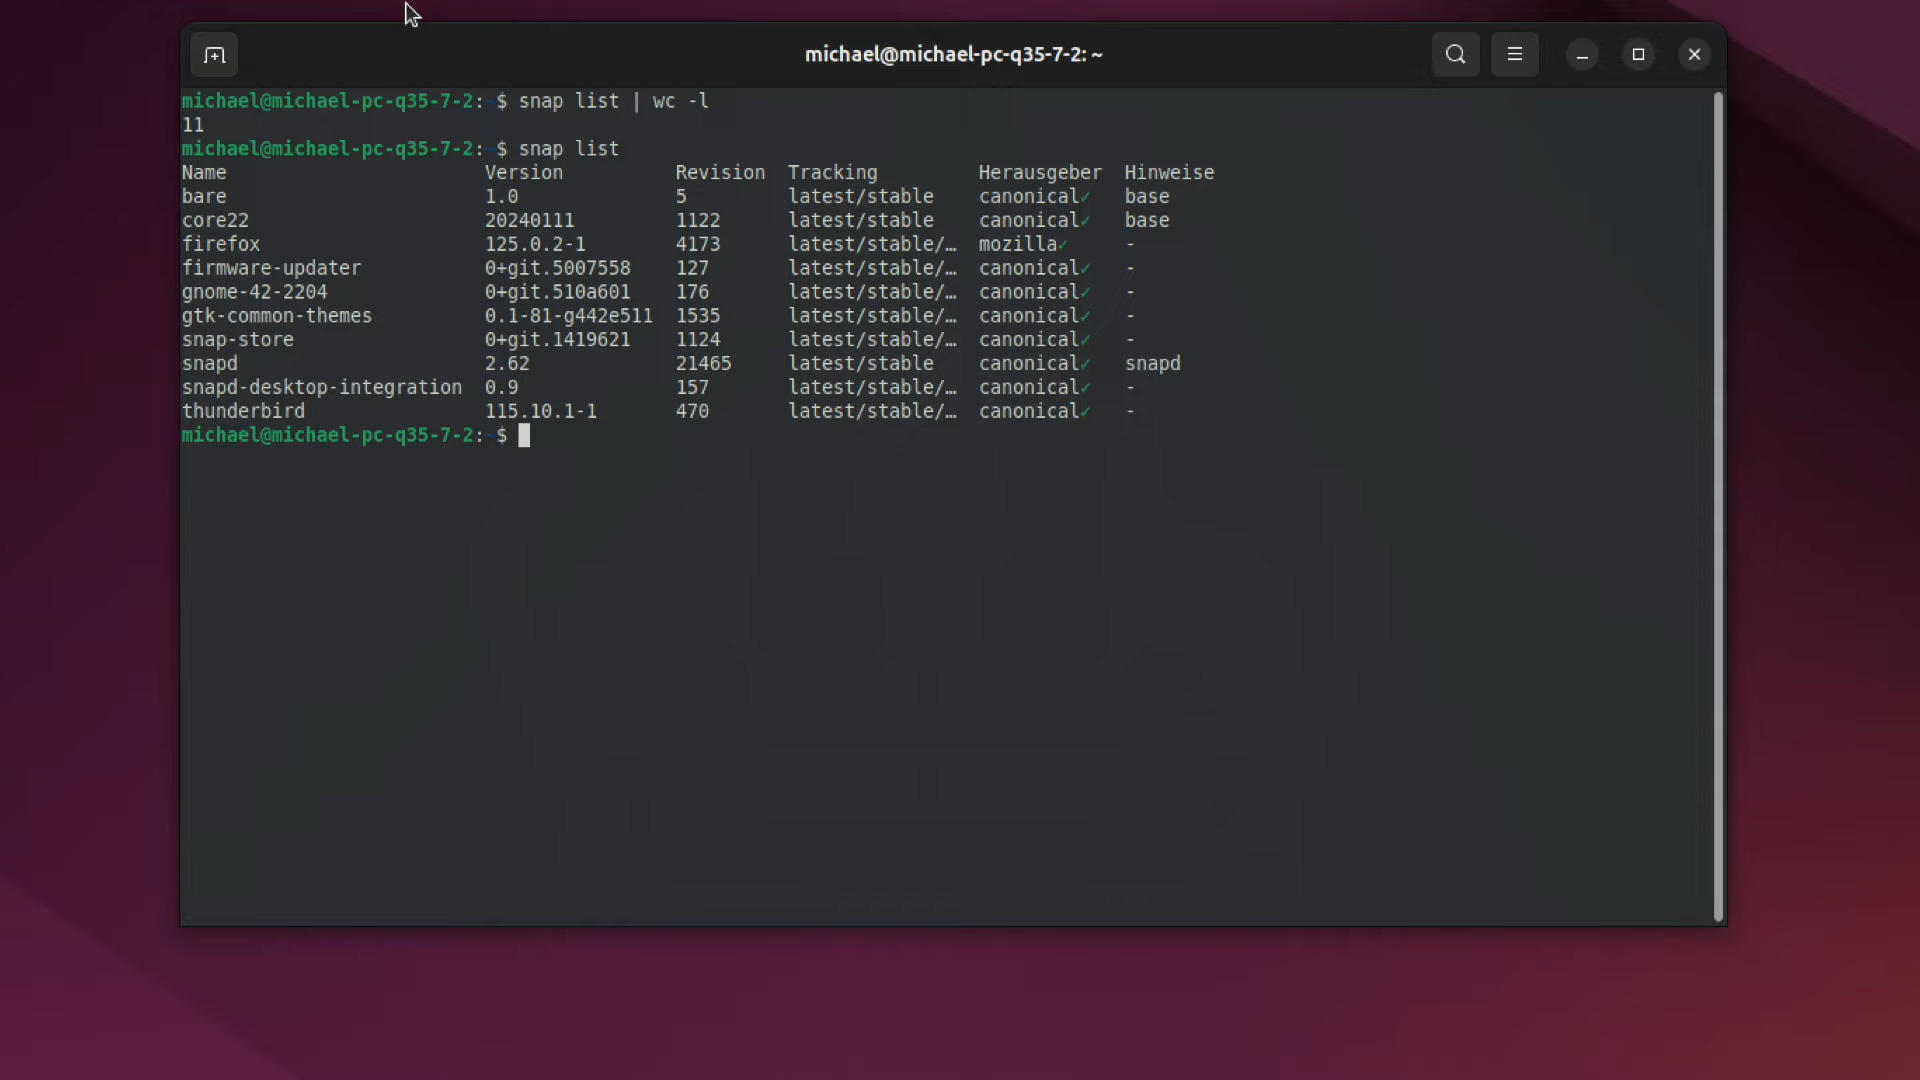 michael@michael-pc-q35-7-2: ~
michael@michael-pc-q35-7-2:~$ snap list | wc -l
11
michael@michael-pc-q35-7-2:~$ snap list
Name Version Revision Tracking Herausgeber Hinweise
bare 1.0 5 latest/stable canonical✓ base
core22 20240111 1122 latest/stable canonical✓ base
firefox 125.0.2-1 4173 latest/stable/… mozilla✓ -
firmware-updater 0+git.5007558 127 latest/stable/… canonical✓ -
gnome-42-2204 0+git.510a601 176 latest/stable/… canonical✓ -
gtk-common-themes 0.1-81-g442e511 1535 latest/stable/… canonical✓ -
snap-store 0+git.1419621 1124 latest/stable/… canonical✓ -
snapd 2.62 21465 latest/stable canonical✓ snapd
snapd-desktop-integration 0.9 157 latest/stable/… canonical✓ -
thunderbird 115.10.1-1 470 latest/stable/… canonical✓ -
michael@michael-pc-q35-7-2:~$